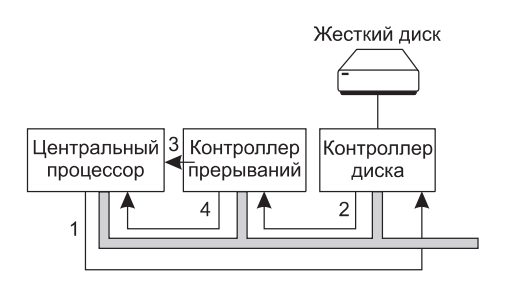 Жесткий диск
Центральный
процессор
3
Контроллер
прерываний
Контроллер
диска
1
4
2